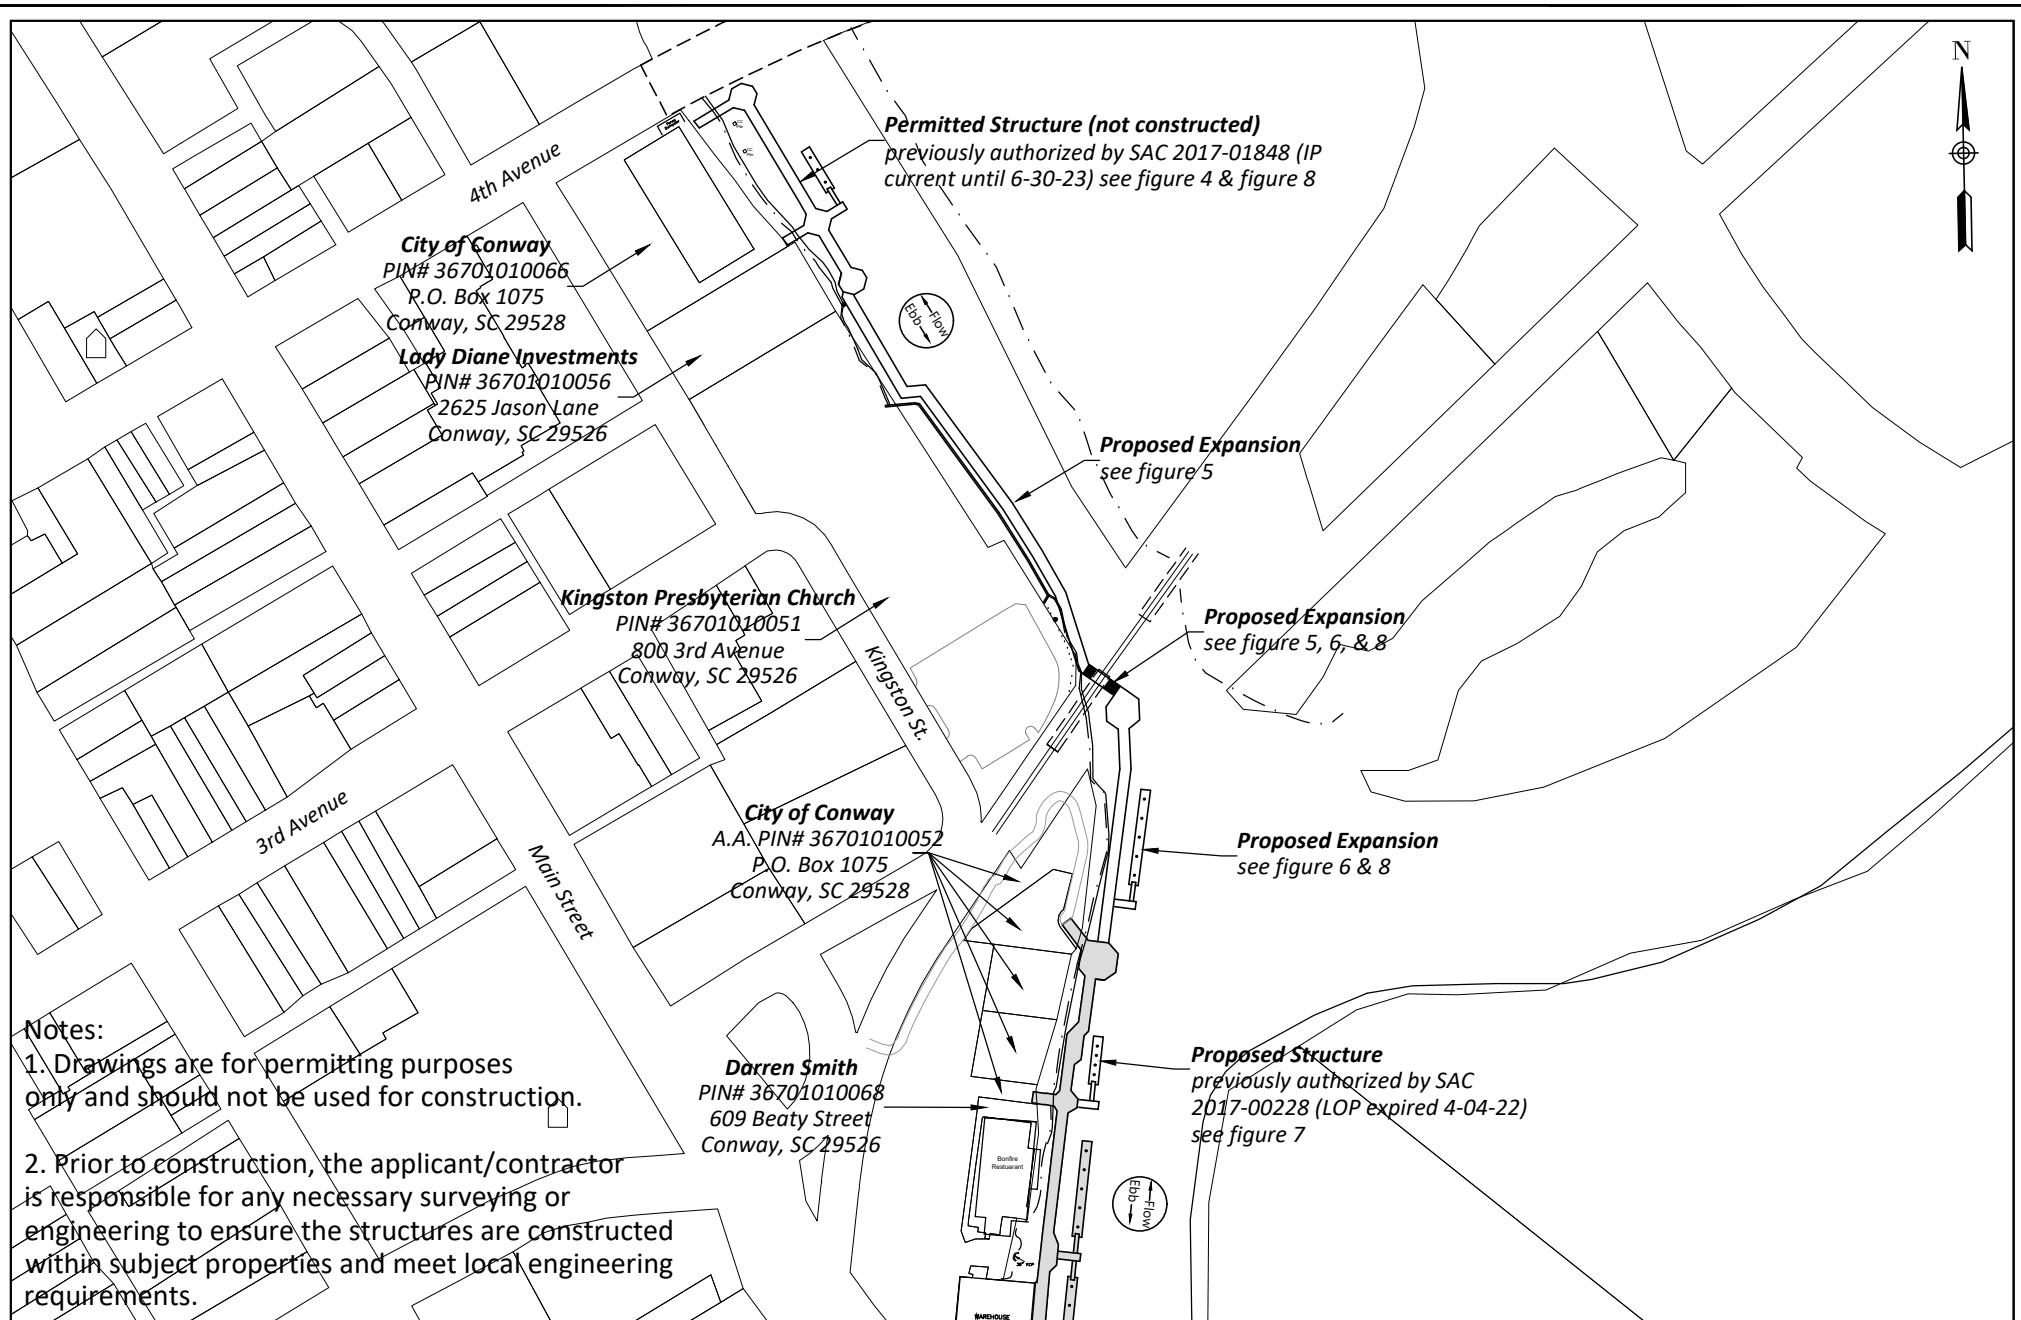 N
Permitted Structure (not constructed)
previously authorized by SAC 2017-01848 (IP
current until 6-30-23) see figure 4 & figure 8
4th Avenue
City of Conway
PIN# 36701010066
P.O. Box 1075
Conway, SC 29528
Flow
Ebb
Lady Diane Investments
PIN# 36701010056
2625 Jason Lane
Conway, SC 29526
Proposed Expansion
see figure 5
Kingston Presbyterian Church
PIN# 36701010051
800 3rd Avenue
Conway, SC 29526
Kingston St.
Proposed Expansion
see figure 5, 6, & 8
3rd Avenue
Main Street
City of Conway
A.A. PIN# 36701010052
P.O. Box 1075
Conway, SC 29528
Proposed Expansion
see figure 6 & 8
Notes:
1. Drawings are for permitting purposes
only and should not be used for construction.
2. Prior to construction, the applicant/contractor
is responsible for any necessary surveying or
engineering to ensure the structures are constructed
within subject properties and meet local engineering
requirements.
Darren Smith
PIN# 36701010068
609 Beaty Street
Conway, SC 29526
Proposed Structure
previously authorized by SAC
2017-00228 (LOP expired 4-04-22)
see figure 7
Bonfire
Restuarant
Flow
Ebb
WAREHOUSE